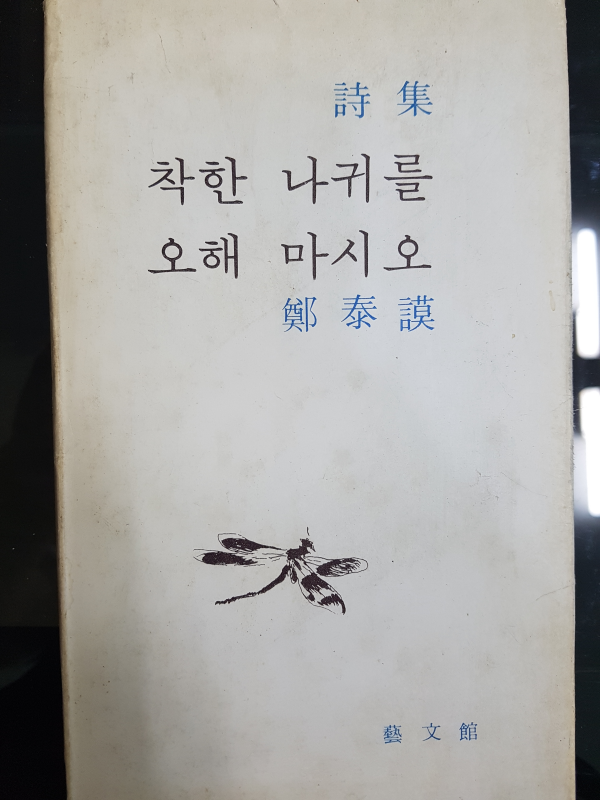 詩集
착한 나귀를
오해 마시오
鄭泰謨
藝文館